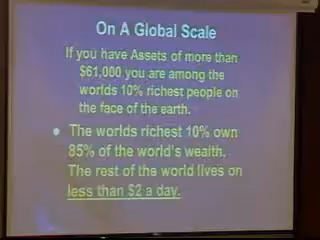 On A Global Scale
If you have Assets of more than
$61,000 you are among the
worlds 10% richest people on
the face of the earth.
• The worlds richest 10% own
85% of the world's wealth.
The rest of the world lives on
less than $2 a day.